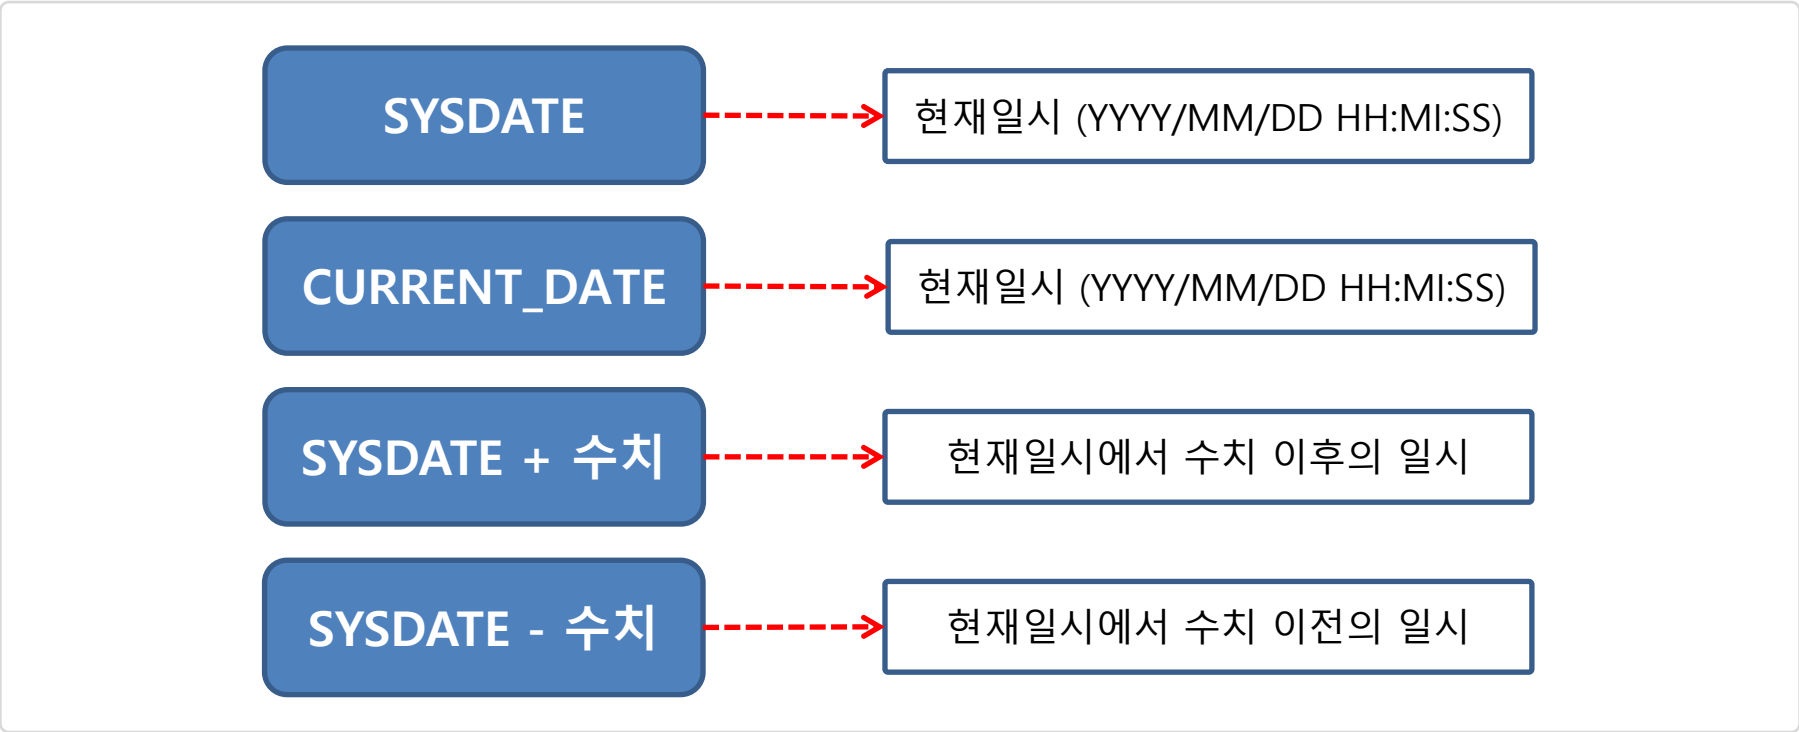 SYSDATE
현재일시 (YYYY/MM/DD HH:MI:SS)
CURRENT_DATE
현재일시 (YYYY/MM/DD HH:MI:SS)
SYSDATE + 수치
현재일시에서 수치 이후의 일시
SYSDATE - 수치
현재일시에서 수치 이전의 일시